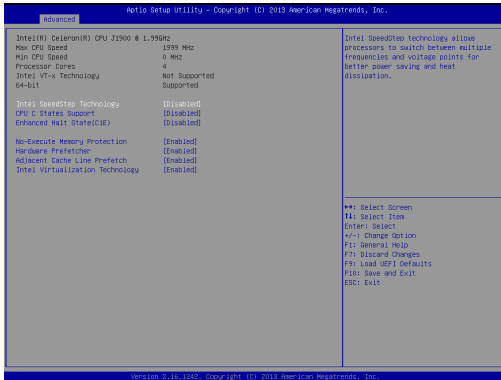 Aptio Setup Utility - Copyright (C) 2013 American Megatrends, Inc.
Advanced
Intel(R) Celeron(R) CPU J1900 @ 1.99GHz
Max CPU Speed 1999 MHz
Min CPU Speed 0 MHz
Processor Cores 4
Intel VT-x Technology Not Supported
64-bit Supported
Intel SpeedStep Technology [Disabled]
CPU C States Support [Disabled]
Enhanced Halt State(C1E) [Disabled]
No-Execute Memory Protection [Enabled]
Hardware Prefetcher [Enabled]
Adjacent Cache Line Prefetch [Enabled]
Intel Virtualization Technology [Enabled]
Intel SpeedStep technology allows
processors to switch between multiple
frequencies and voltage points for
better power saving and heat
dissipation.
↔: Select Screen
↑↓: Select Item
Enter: Select
+/-: Change Option
F1: General Help
F7: Discard Changes
F9: Load UEFI Defaults
F10: Save and Exit
ESC: Exit
Version 2.16.1242. Copyright (C) 2013 American Megatrends, Inc.